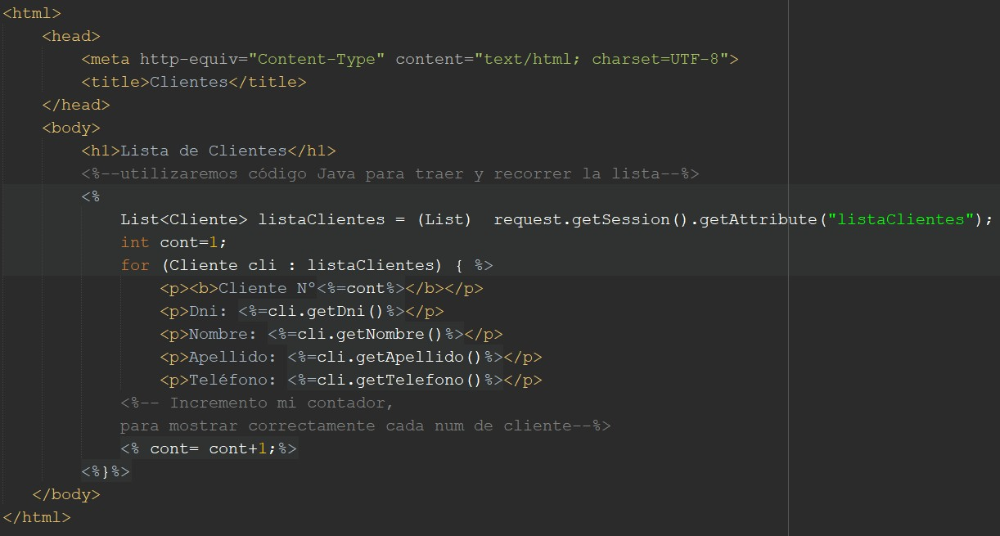 <html>
<head>
<meta http-equiv="Content-Type" content="text/html; charset=UTF-8">
<title>Clientes</title>
</head>
<body>
<h1>Lista de Clientes</h1>
<%--utilizaremos código Java para traer y recorrer la lista--%>
<%
List<Cliente> listaClientes = (List)  request.getSession().getAttribute("listaClientes");
int cont=1;
for (Cliente cli : listaClientes) { %>
<p><b>Cliente N°<%=cont%></b></p>
<p>Dni: <%=cli.getDni()%></p>
<p>Nombre: <%=cli.getNombre()%></p>
<p>Apellido: <%=cli.getApellido()%></p>
<p>Teléfono: <%=cli.getTelefono()%></p>
<%-- Incremento mi contador,
para mostrar correctamente cada num de cliente--%>
<% cont= cont+1;%>
<%}%>
</body>
</html>